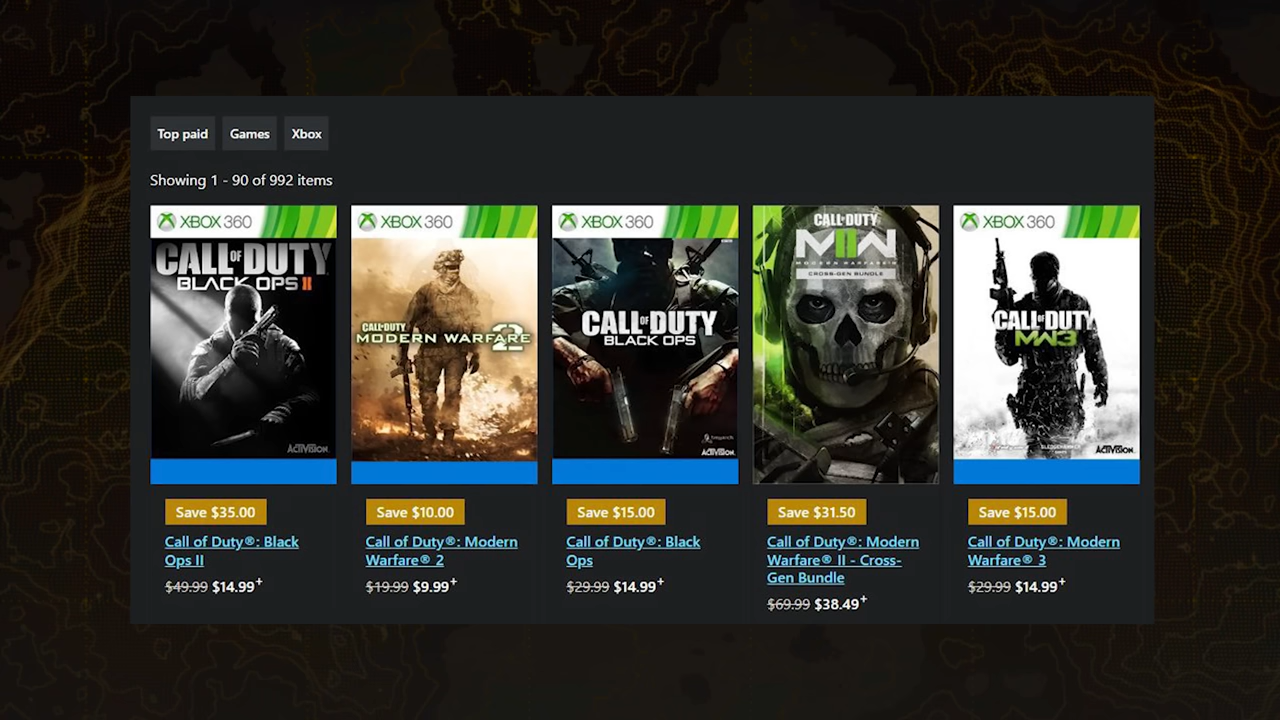 Top paid
Games
Xbox
Showing 1 - 90 of 992 items
XBOX 360
CALL OF DUTY
BLACK OPS II
ACTIVISION
XBOX 360
CALL OF DUTY
MODERN WARFARE 2
XBOX 360
CALL OF DUTY
BLACK OPS
ACTIVISION
CALL OF DUTY
MWII
MODERN WARFARE II
CROSS-GEN BUNDLE
XBOX 360
CALL OF DUTY
MW3
ACTIVISION
Save $35.00
Call of Duty®: Black
Ops II
$49.99 $14.99+
Save $10.00
Call of Duty®: Modern
Warfare® 2
$19.99 $9.99+
Save $15.00
Call of Duty®: Black
Ops
$29.99 $14.99+
Save $31.50
Call of Duty®: Modern
Warfare® II - Cross-
Gen Bundle
$69.99 $38.49+
Save $15.00
Call of Duty®: Modern
Warfare® 3
$29.99 $14.99+